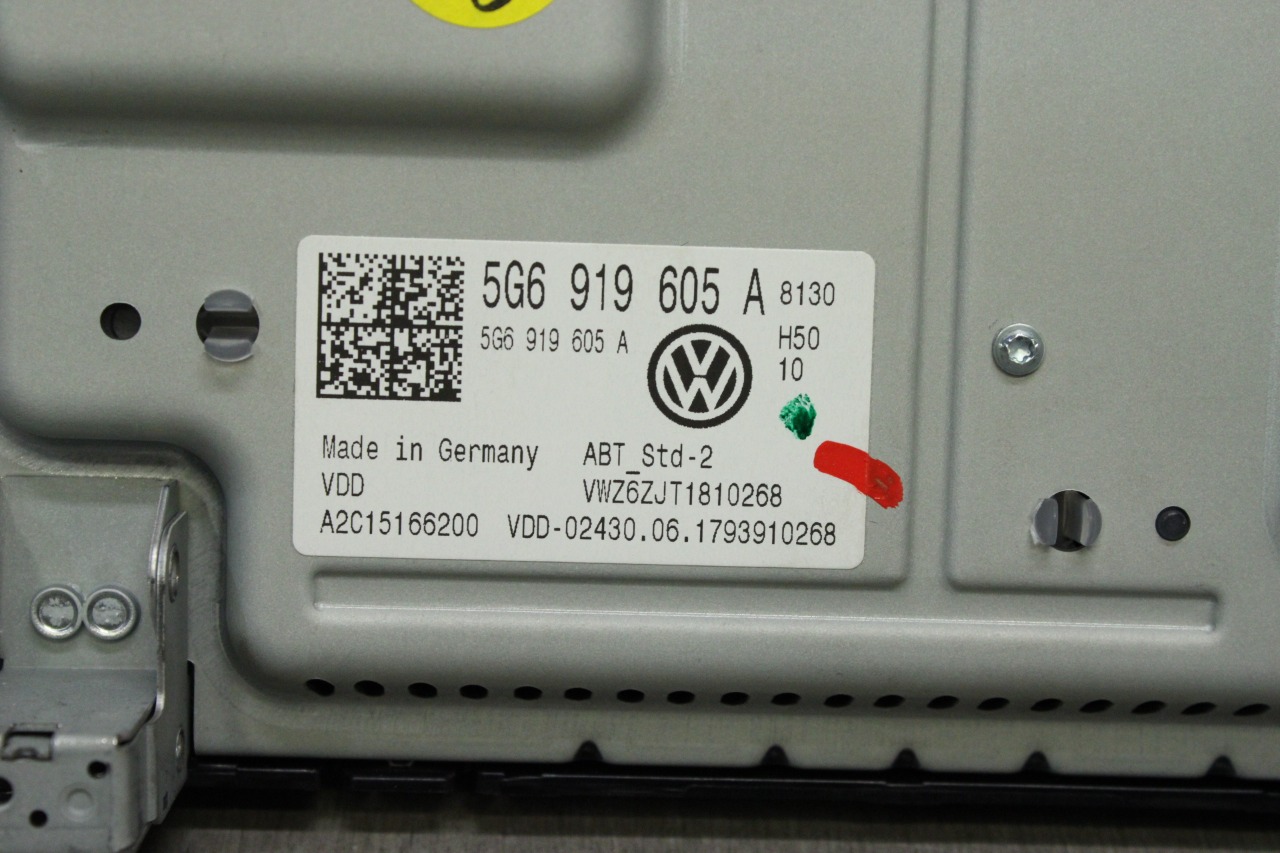 5G6 919 605 A 8130
5G6 919 605 A
H50
10
Made in Germany
ABT_Std-2
VDD
VWZ6ZJT1810268
A2C15166200 VDD-02430.06.1793910268